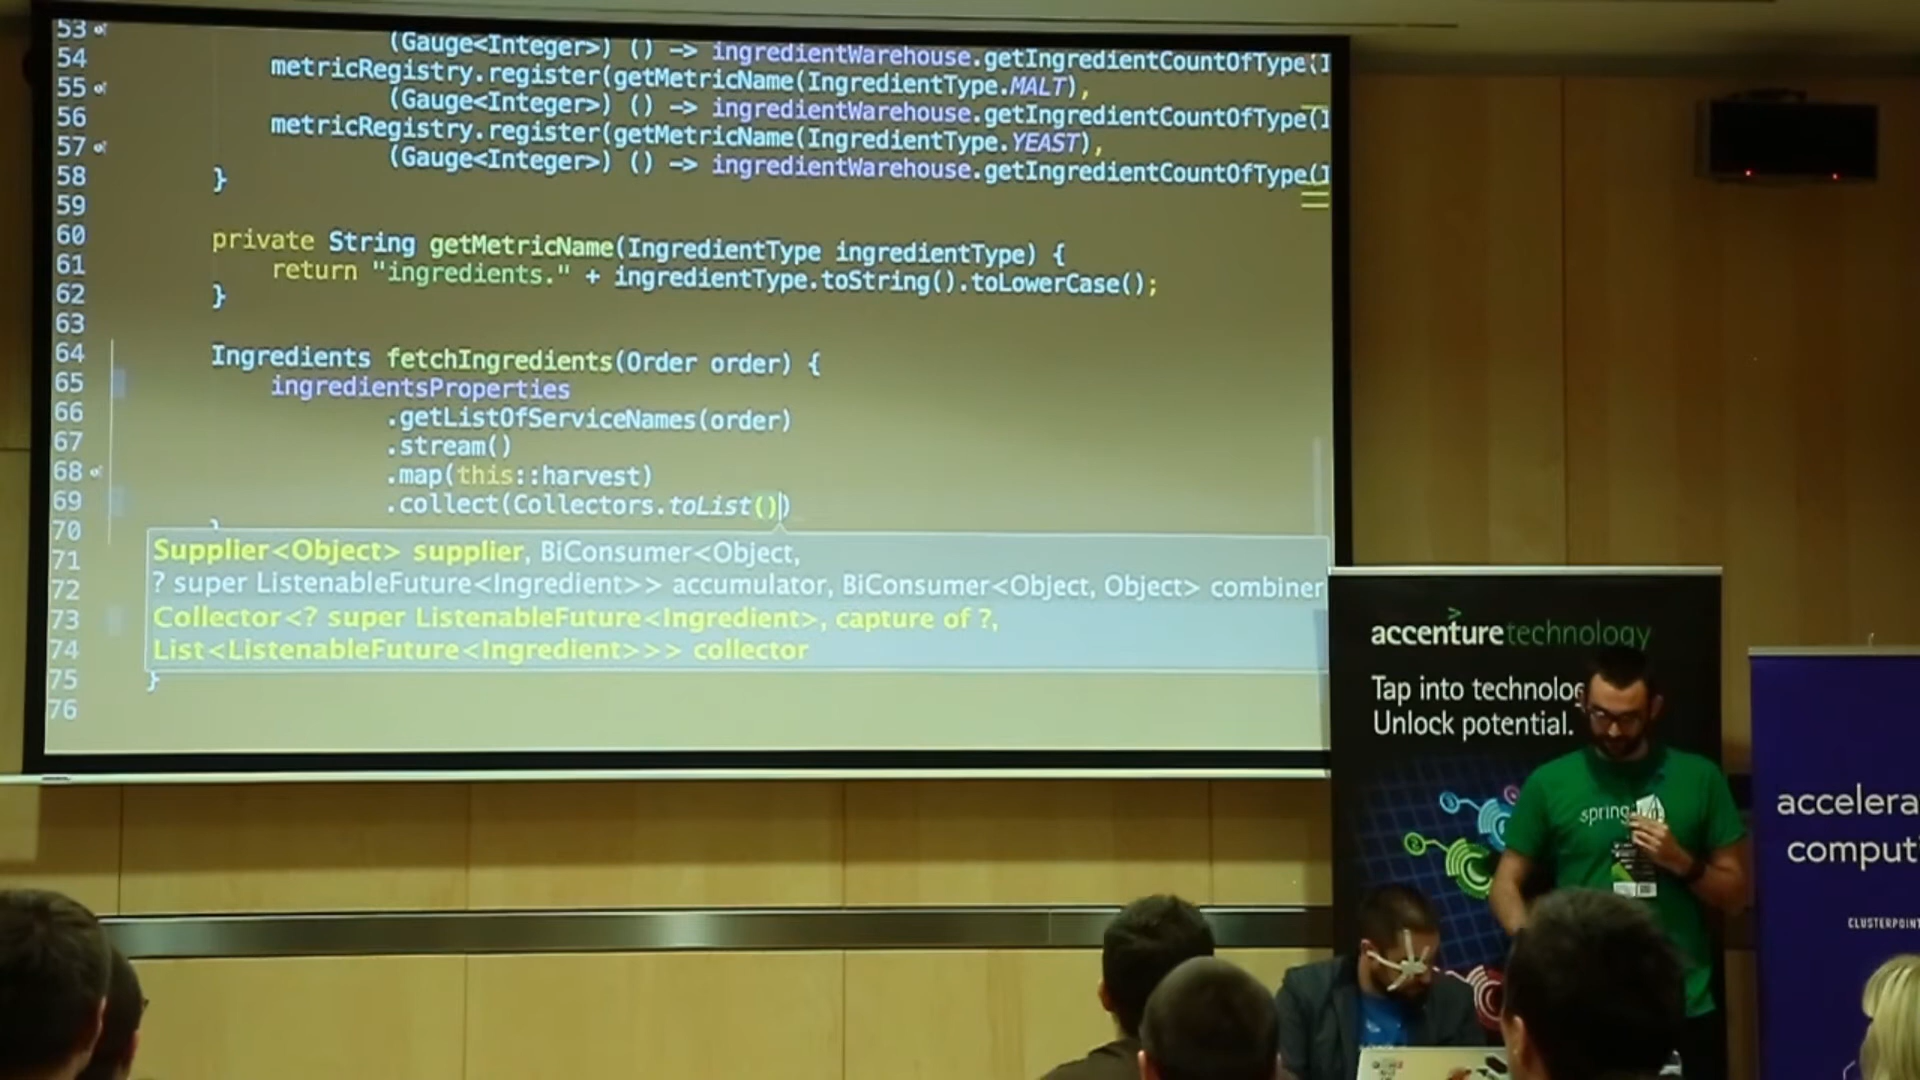 53
54 (Gauge<Integer>) () -> ingredientWarehouse.getIngredientCountOfType(I
55 metricRegistry.register(getMetricName(IngredientType.MALT),
56 (Gauge<Integer>) () -> ingredientWarehouse.getIngredientCountOfType(I
57 metricRegistry.register(getMetricName(IngredientType.YEAST),
58 (Gauge<Integer>) () -> ingredientWarehouse.getIngredientCountOfType(I
59 }
60 private String getMetricName(IngredientType ingredientType) {
61 return "ingredients." + ingredientType.toString().toLowerCase();
62 }
63
64 Ingredients fetchIngredients(Order order) {
65 ingredientsProperties
66 .getListOfServiceNames(order)
67 .stream()
68 .map(this::harvest)
69 .collect(Collectors.toList())
70
71 Supplier<Object> supplier, BiConsumer<Object,
72 ? super ListenableFuture<Ingredient>> accumulator, BiConsumer<Object, Object> combiner
73 Collector<? super ListenableFuture<Ingredient>, capture of ?,
74 List<ListenableFuture<Ingredient>>> collector
75 }
76
accenturetechnology
Tap into technolog
Unlock potential.
spring
accelera
comput
CLUSTERPOINT